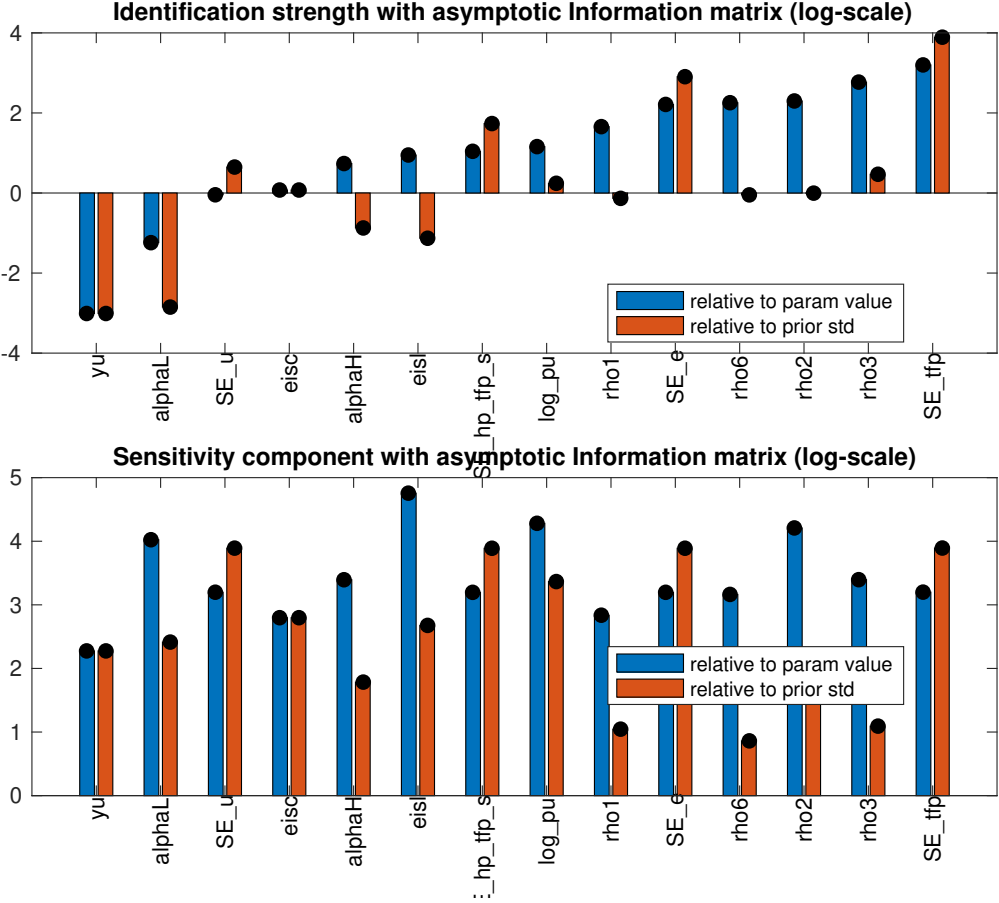 Identification strength with asymptotic Information matrix (log-scale)
4
2
0
-2
-4
relative to param value
relative to prior std
yu
alphaL
SE_u
eisc
alphaH
eisl
SE_hp_tfp_s
log_pu
rho1
SE_e
rho6
rho2
rho3
SE_tfp
Sensitivity component with asymptotic Information matrix (log-scale)
5
4
3
2
1
0
relative to param value
relative to prior std
yu
alphaL
SE_u
eisc
alphaH
eisl
E_hp_tfp_s
log_pu
rho1
SE_e
rho6
rho2
rho3
SE_tfp